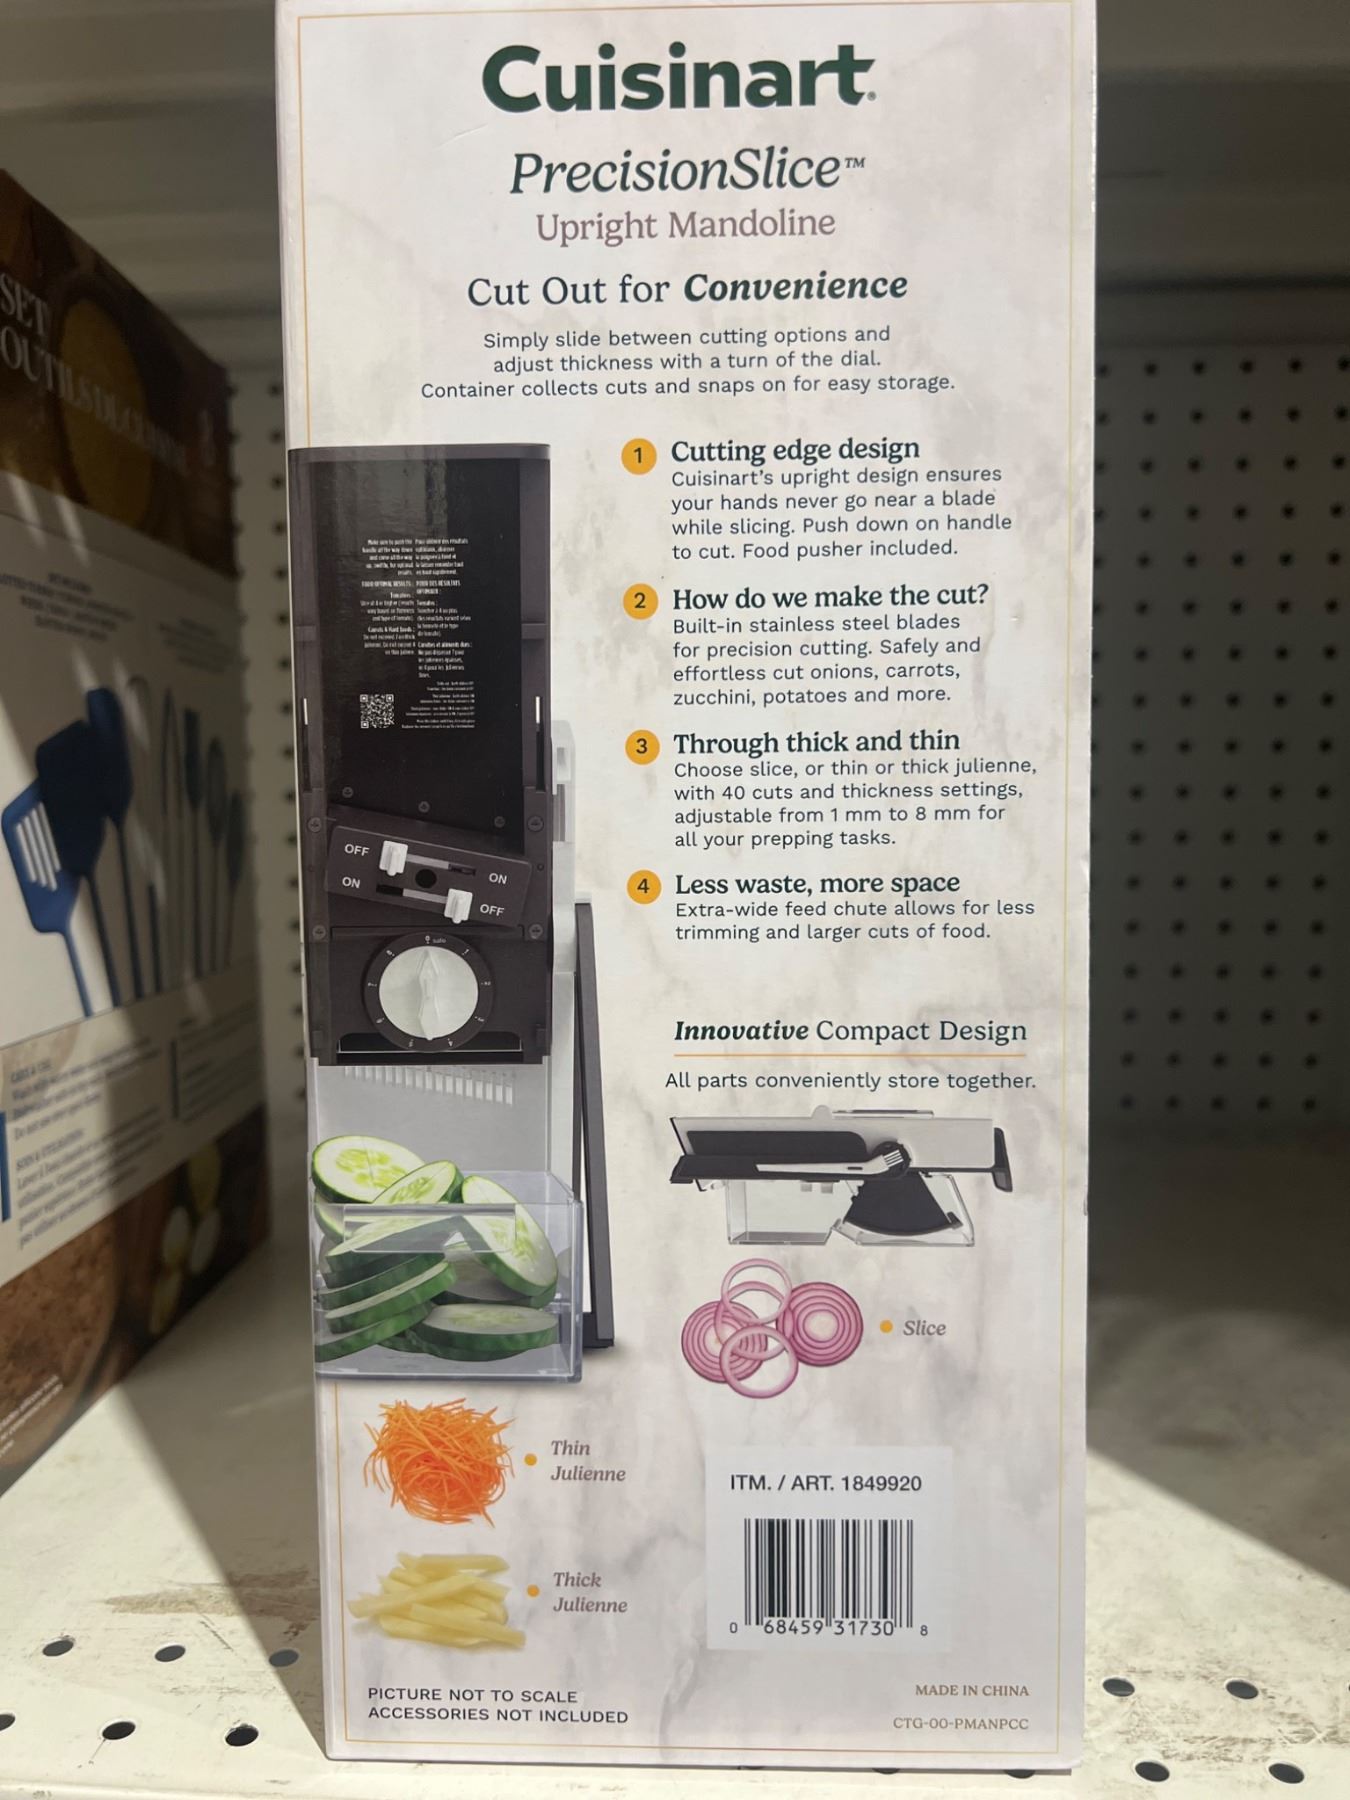 Cuisinart®
PrecisionSlice™
Upright Mandoline
Cut Out for Convenience
Simply slide between cutting options and
adjust thickness with a turn of the dial.
Container collects cuts and snaps on for easy storage.
1 Cutting edge design
Cuisinart's upright design ensures
your hands never go near a blade
while slicing. Push down on handle
to cut. Food pusher included.
2 How do we make the cut?
Built-in stainless steel blades
for precision cutting. Safely and
effortless cut onions, carrots,
zucchini, potatoes and more.
3 Through thick and thin
Choose slice, or thin or thick julienne,
with 40 cuts and thickness settings,
adjustable from 1 mm to 8 mm for
all your prepping tasks.
4 Less waste, more space
Extra-wide feed chute allows for less
trimming and larger cuts of food.
OFF
ON
ON
OFF
safe
Innovative Compact Design
All parts conveniently store together.
Slice
Thin
Julienne
Thick
Julienne
ITM. / ART. 1849920
0 68459 31730 8
PICTURE NOT TO SCALE
ACCESSORIES NOT INCLUDED
MADE IN CHINA
CTG-00-PMANPCC
SET